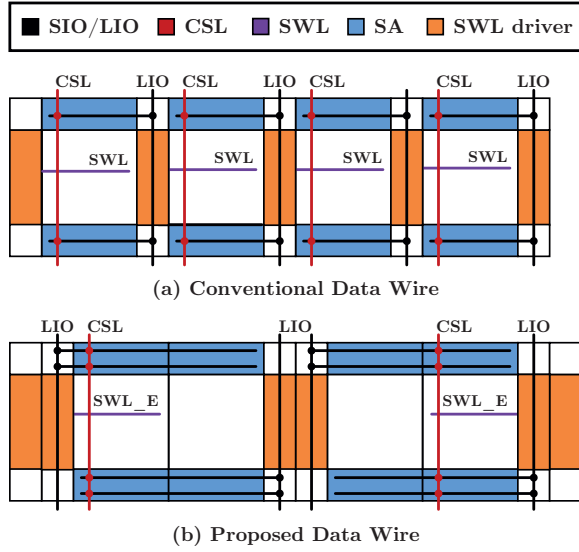 SIO/LIO CSL SWL SA SWL driver
CSL LIO CSL LIO CSL LIO CSL LIO
SWL SWL SWL SWL
(a) Conventional Data Wire
LIO CSL LIO CSL LIO
SWL_E SWL_E
(b) Proposed Data Wire